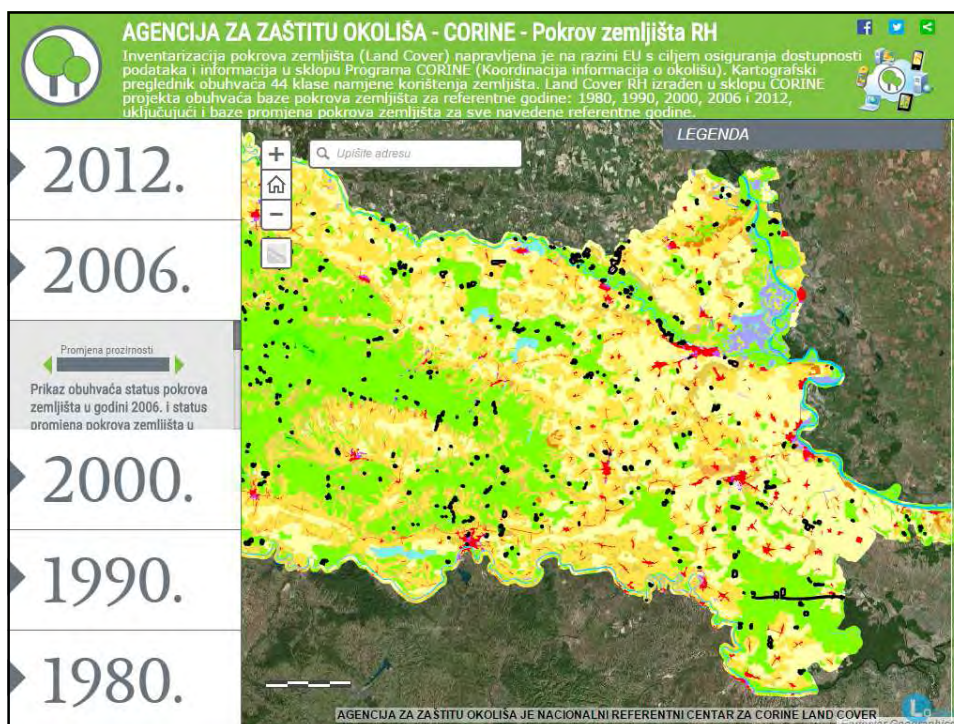 AGENCIJA ZA ZAŠTITU OKOLIŠA - CORINE - Pokrov zemljišta RH
Inventarizacija pokrova zemljišta (Land Cover) napravljena je na razini EU s ciljem osiguranja dostupnosti
podataka i informacija u sklopu Programa CORINE (Koordinacija informacija o okolišu). Kartografski
preglednik obuhvaća 44 klase namjene korištenja zemljišta. Land Cover RH izrađen u sklopu CORINE
projekta obuhvaća baze pokrova zemljišta za referentne godine: 1980, 1990, 2000, 2006 i 2012,
uključujući i baze promjena pokrova zemljišta za sve navedene referentne godine.
LEGENDA
Upišite adresu
2012.
2006.
Promjena prozirnosti
Prikaz obuhvaća status pokrova
zemljišta u godini 2006. i status
promjena pokrova zemljišta u
2000.
1990.
1980.
AGENCIJA ZA ZAŠTITU OKOLIŠA JE NACIONALNI REFERENTNI CENTAR ZA CORINE LAND COVER